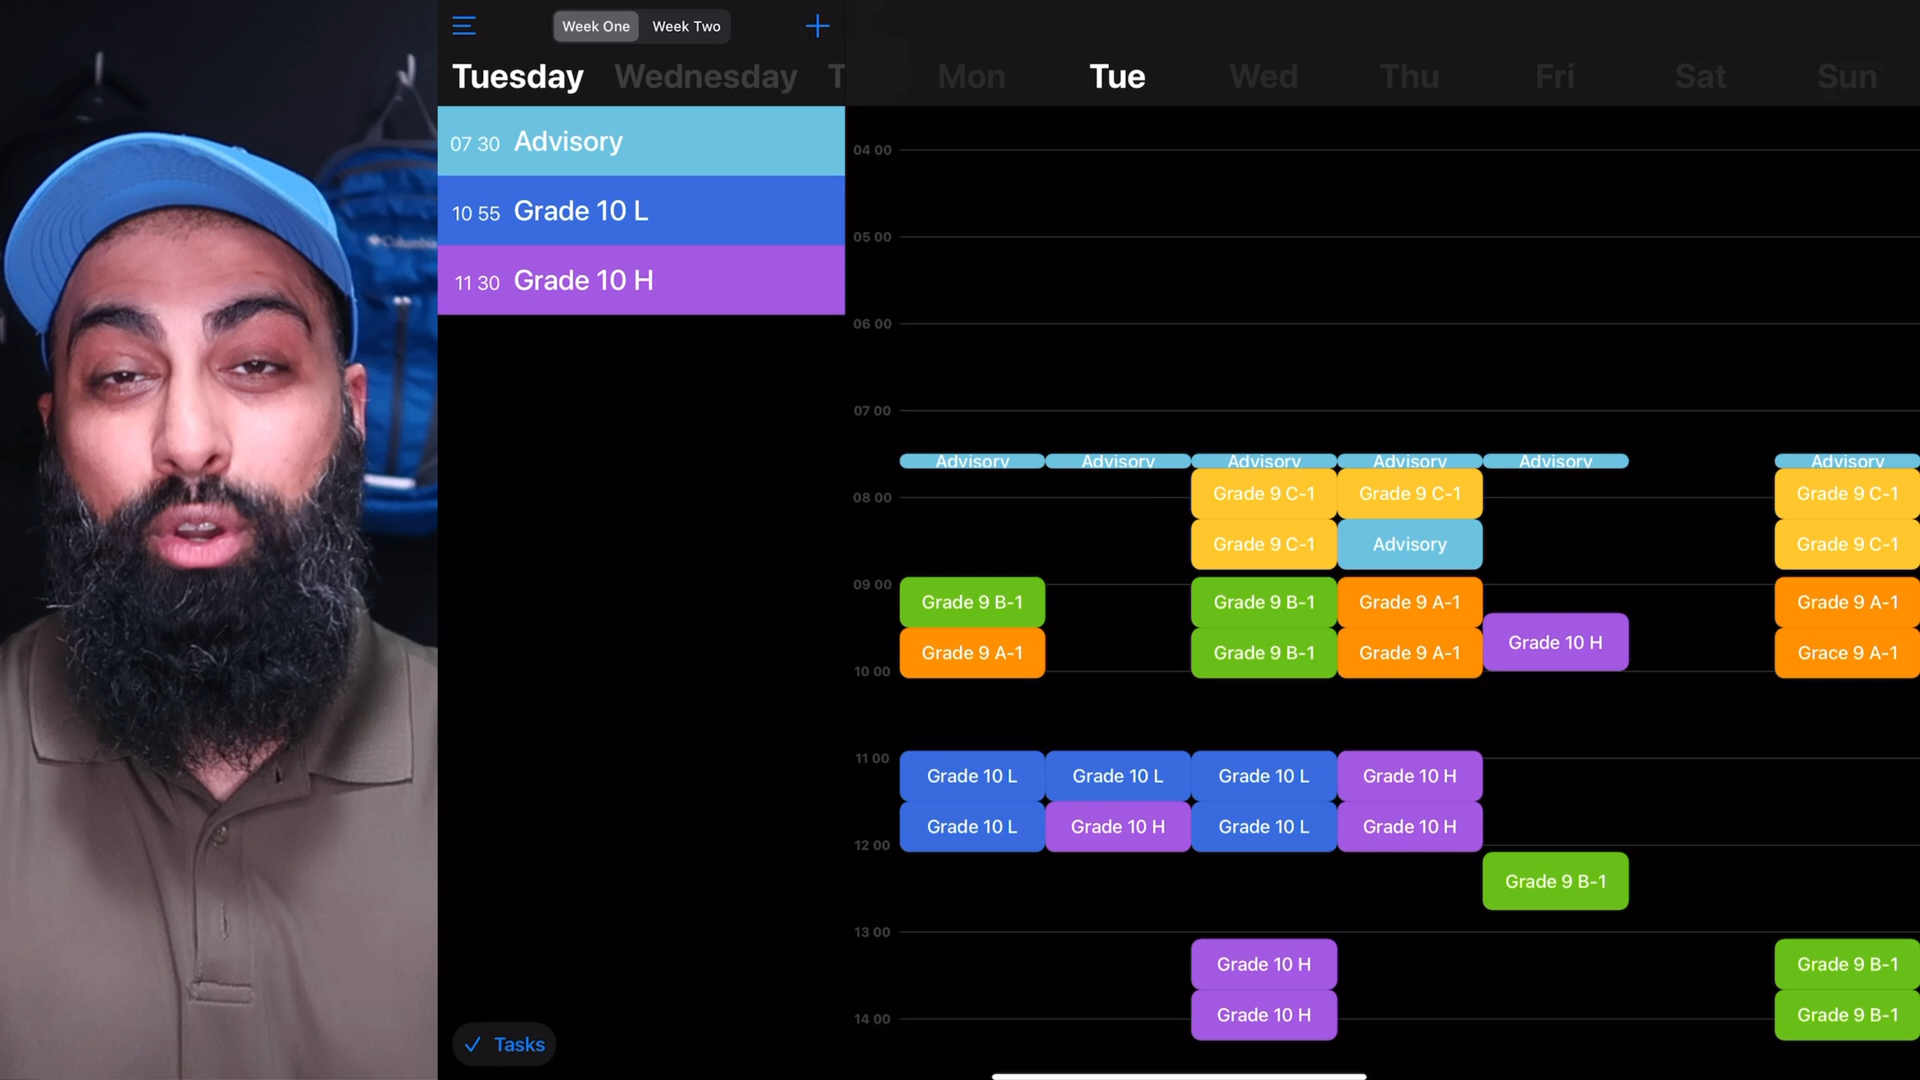 Columbia
Week One Week Two
Tuesday Wednesday T
07 30 Advisory
10 55 Grade 10 L
11 30 Grade 10 H
Tasks
Mon Tue Wed Thu Fri Sat Sun
04 00
05 00
06 00
07 00
Advisory Advisory Advisory Advisory Advisory Advisory
08 00 Grade 9 C-1 Grade 9 C-1 Grade 9 C-1
Grade 9 C-1 Advisory Grade 9 C-1
09 00
Grade 9 B-1 Grade 9 B-1 Grade 9 A-1 Grade 9 A-1
Grade 10 H
Grade 9 A-1 Grade 9 B-1 Grade 9 A-1 Grace 9 A-1
10 00
11 00
Grade 10 L Grade 10 L Grade 10 L Grade 10 H
Grade 10 L Grade 10 H Grade 10 L Grade 10 H
12 00
Grade 9 B-1
13 00
Grade 10 H Grade 9 B-1
14 00 Grade 10 H Grade 9 B-1